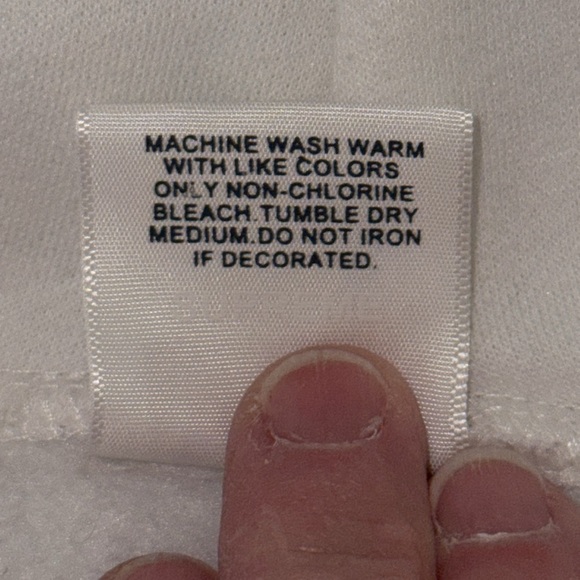 MACHINE WASH WARM
WITH LIKE COLORS
ONLY NON-CHLORINE
BLEACH.TUMBLE DRY
MEDIUM.DO NOT IRON
IF DECORATED.